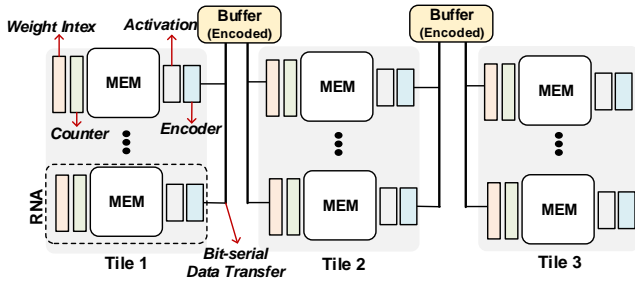 Weight Intex
Activation
Buffer
(Encoded)
Buffer
(Encoded)
MEM
MEM
MEM
Counter
Encoder
RNA
MEM
MEM
MEM
Tile 1
Bit-serial
Data Transfer
Tile 2
Tile 3